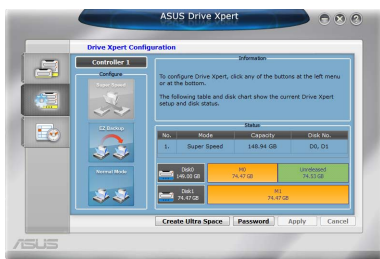 ASUS Drive Xpert
Drive Xpert Configuration
Controller 1
Configure
Super Speed
EZ Backup
Normal Mode
Information
To configure Drive Xpert, click any of the buttons at the left menu
or at the bottom.
The following table and disk chart show the current Drive Xpert
setup and disk status.
Status
No. Mode Capacity Disk No.
1. Super Speed 148.94 GB D0, D1
Disk0
149.00 GB
M0
74.47 GB
Unreleased
74.53 GB
Disk1
74.47 GB
M1
74.47 GB
Create Ultra Space Password Apply Cancel
ASUS